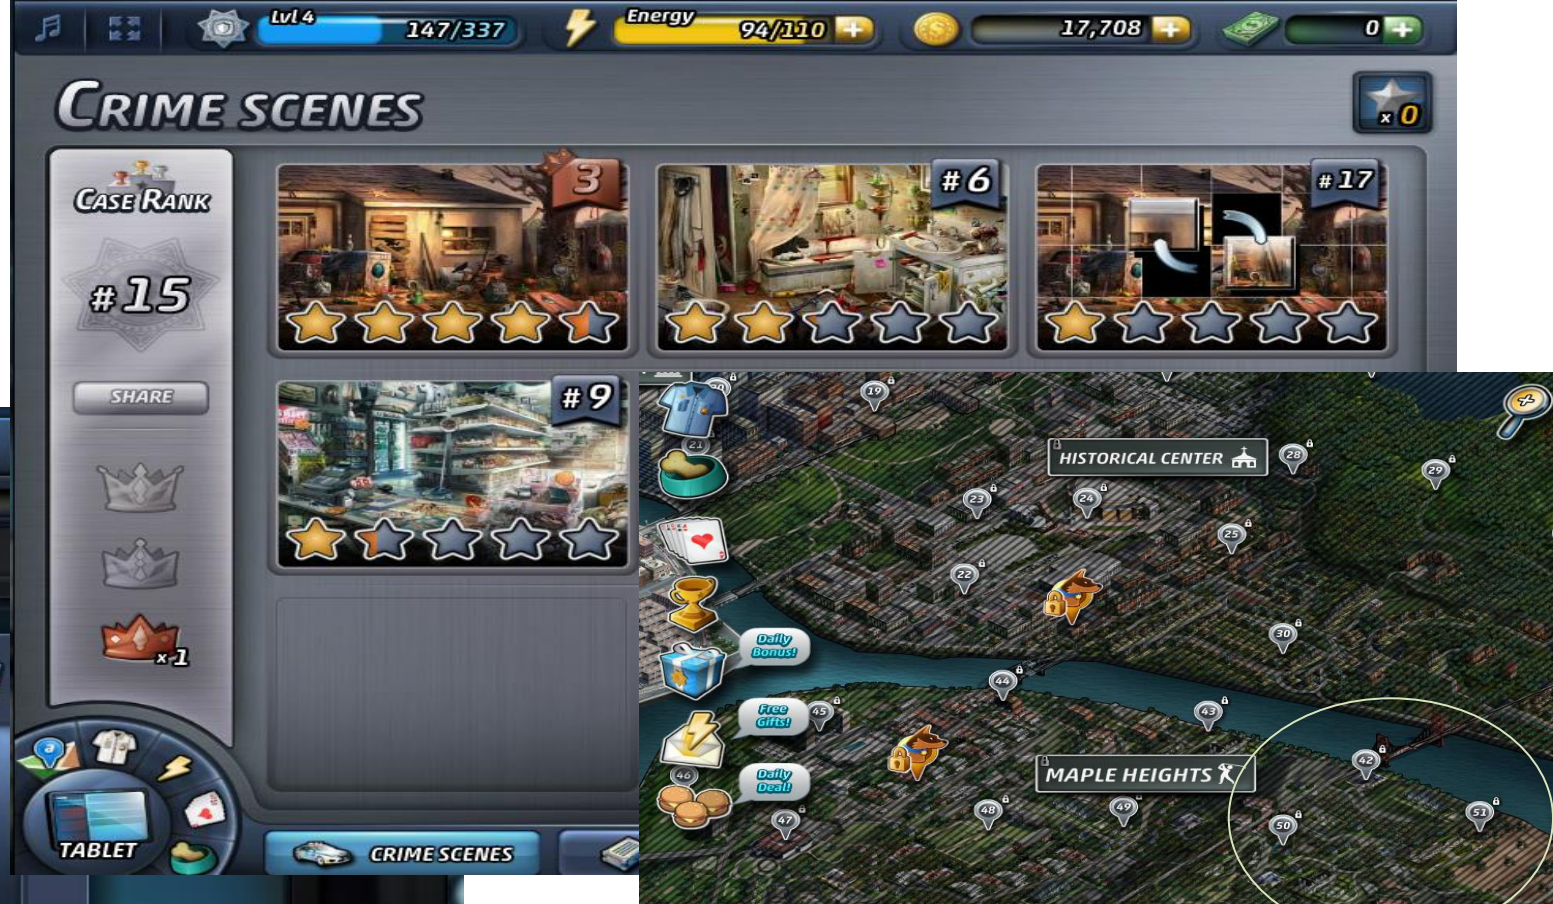 Lvl 4
147/337
Energy
94/110
17,708
0
CRIME SCENES
x 0
CASE RANK
#15
SHARE
x1
3
#6
#17
#9
TABLET
CRIME SCENES
19
21
HISTORICAL CENTER
28
29
23
24
25
22
30
Daily
Bonus!
44
43
45
Free
Gifts!
42
46
MAPLE HEIGHTS
Daily
Deal!
47
48
49
50
51